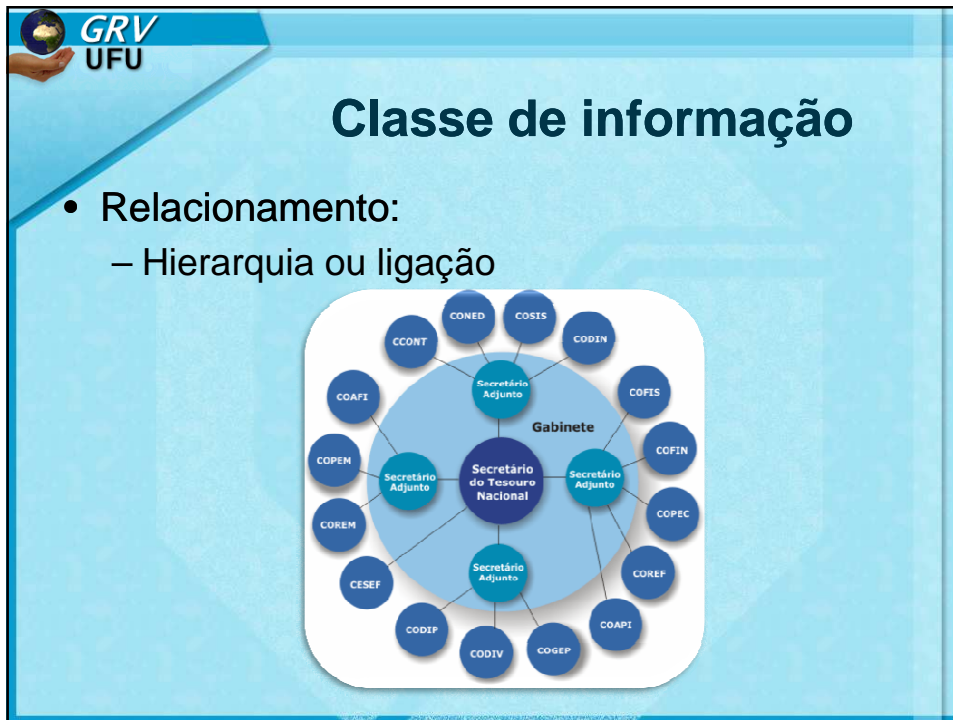 GRV
UFU
Classe de informação
• Relacionamento:
– Hierarquia ou ligação
CONED
COSIS
CCONT
CODIN
Secretário
Adjunto
COAFI
COFIS
Gabinete
COFIN
COPEM
Secretário
Adjunto
Secretário
do Tesouro
Nacional
Secretário
Adjunto
COPEC
COREM
Secretário
Adjunto
COREF
CESEF
COAPI
CODIP
CODIV
COGEP